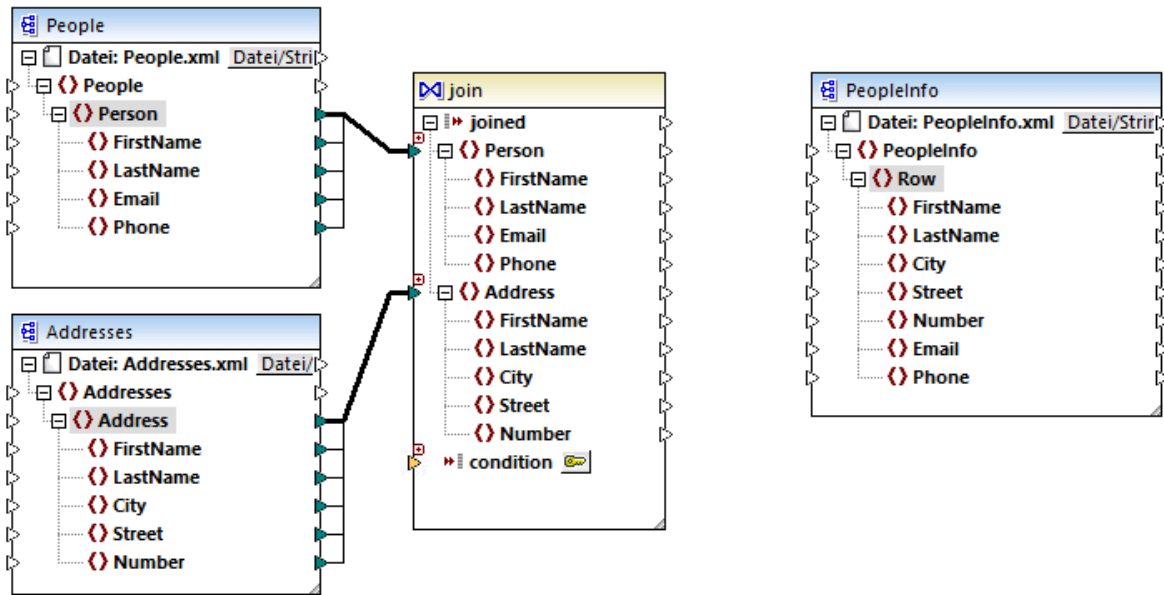 People
Datei: People.xml Datei/Stri
People
Person
FirstName
LastName
Email
Phone
Addresses
Datei: Addresses.xml Datei/
Addresses
Address
FirstName
LastName
City
Street
Number
join
joined
Person
FirstName
LastName
Email
Phone
Address
FirstName
LastName
City
Street
Number
condition
PeopleInfo
Datei: PeopleInfo.xml Datei/Strir
PeopleInfo
Row
FirstName
LastName
City
Street
Number
Email
Phone